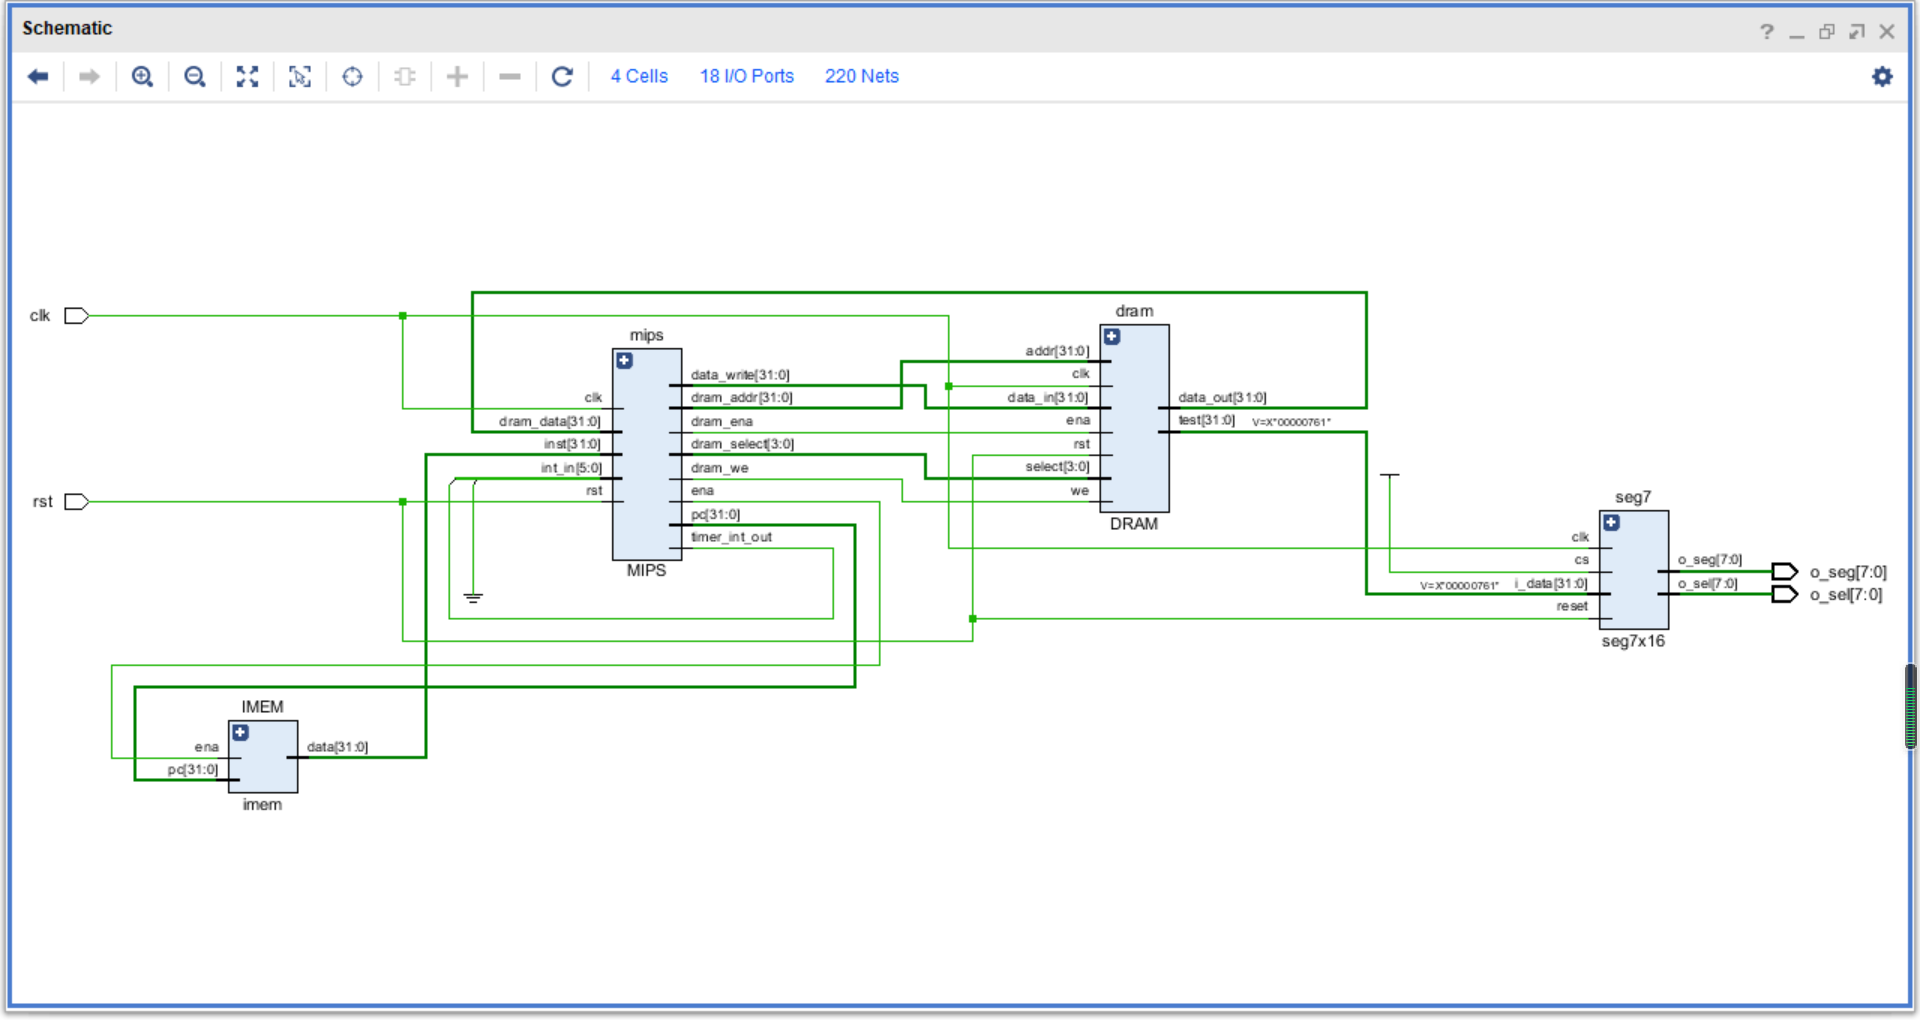 Schematic
4 Cells 18 I/O Ports 220 Nets
clk
rst
mips
clk
dram_data[31:0]
inst[31:0]
int_in[5:0]
rst
data_write[31:0]
dram_addr[31:0]
dram_ena
dram_select[3:0]
dram_we
ena
pc[31:0]
timer_int_out
MIPS
dram
addr[31:0]
clk
data_in[31:0]
ena
rst
select[3:0]
we
data_out[31:0]
test[31:0] V=X"00000761"
DRAM
seg7
clk
cs
V=X"00000761" i_data[31:0]
reset
o_seg[7:0]
o_sel[7:0]
seg7x16
o_seg[7:0]
o_sel[7:0]
IMEM
ena
pc[31:0]
data[31:0]
imem